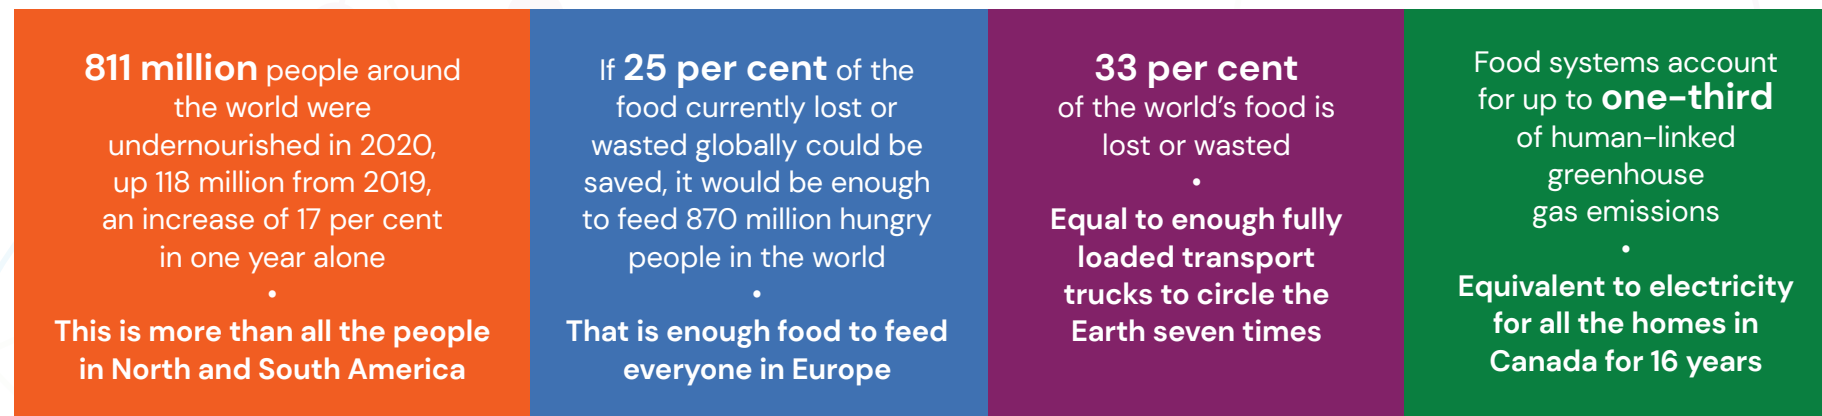 811 million people around
the world were
undernourished in 2020,
up 118 million from 2019,
an increase of 17 per cent
in one year alone
•
This is more than all the people
in North and South America
If 25 per cent of the
food currently lost or
wasted globally could be
saved, it would be enough
to feed 870 million hungry
people in the world
•
That is enough food to feed
everyone in Europe
33 per cent
of the world’s food is
lost or wasted
•
Equal to enough fully
loaded transport
trucks to circle the
Earth seven times
Food systems account
for up to one-third
of human-linked
greenhouse
gas emissions
•
Equivalent to electricity
for all the homes in
Canada for 16 years